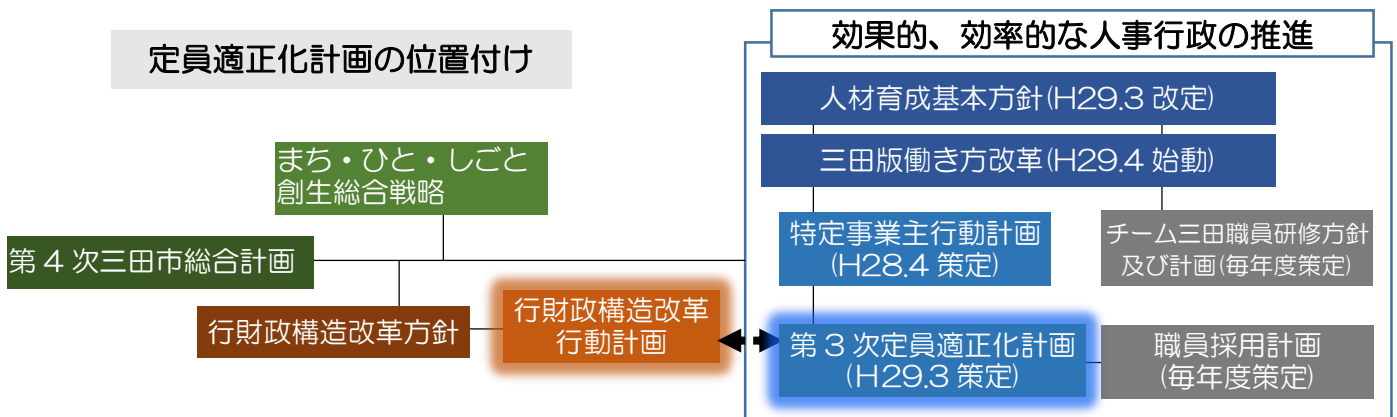 定員適正化計画の位置付け
効果的、効率的な人事行政の推進
人材育成基本方針(H29.3 改定)
三田版働き方改革(H29.4 始動)
まち・ひと・しごと
創生総合戦略
特定事業主行動計画
(H28.4 策定)
チーム三田職員研修方針
及び計画(毎年度策定)
第 4 次三田市総合計画
行財政構造改革方針
行財政構造改革
行動計画
第 3 次定員適正化計画
(H29.3 策定)
職員採用計画
(毎年度策定)